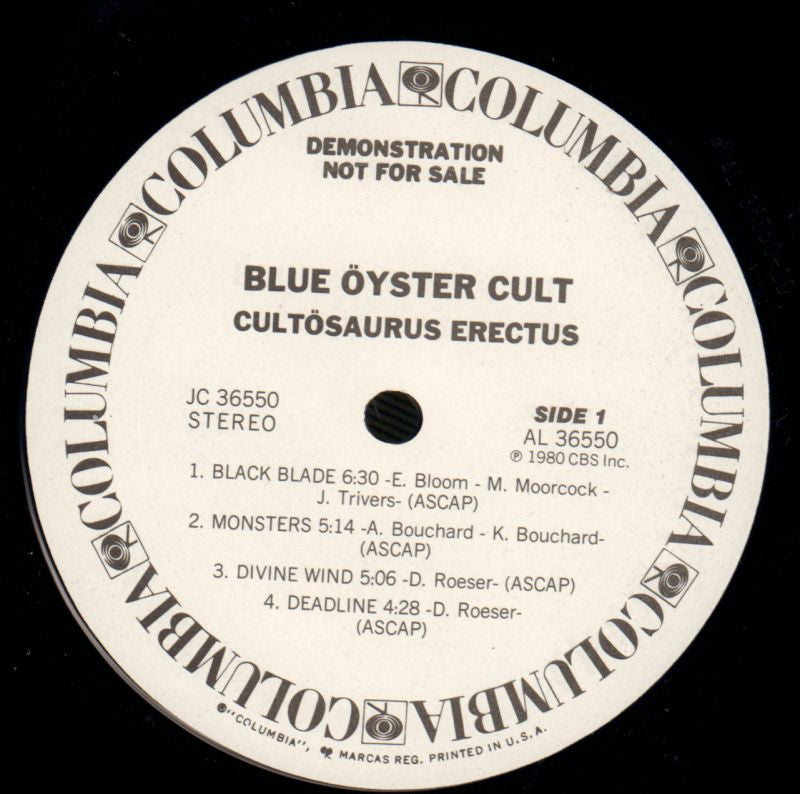 COLUMBIA COLUMBIA COLUMBIA COLUMBIA COLUMBIA COLUMBIA
DEMONSTRATION
NOT FOR SALE
BLUE ÖYSTER CULT
CULTÖSAURUS ERECTUS
JC 36550
STEREO
SIDE 1
AL 36550
℗ 1980 CBS Inc.
1. BLACK BLADE 6:30 -E. Bloom - M. Moorcock -
J. Trivers- (ASCAP)
2. MONSTERS 5:14 -A. Bouchard - K. Bouchard-
(ASCAP)
3. DIVINE WIND 5:06 -D. Roeser- (ASCAP)
4. DEADLINE 4:28 -D. Roeser-
(ASCAP)
"COLUMBIA", MARCAS REG. PRINTED IN U.S.A.
AL 36550-1D